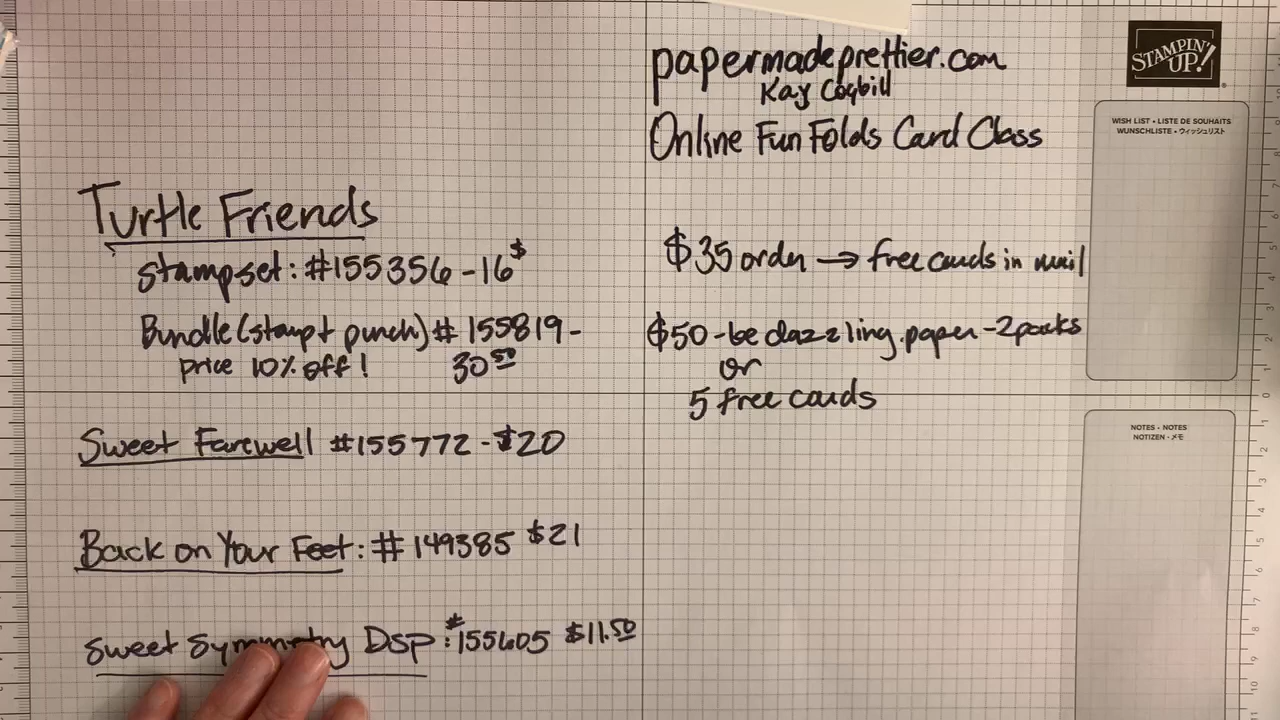 papermadeprettier.com
Kay Cogbill
Online Fun Folds Card Class
STAMPIN' UP!®
WISH LIST • LISTE DE SOUHAITS
WUNSCHLISTE • ウィッシュリスト
Turtle Friends
stampset: #155356 - 16$
Bundle (stamp + punch) # 155819 -
price 10% off! 30 50
Sweet Farewell #155772 - $20
Back on Your Feet: # 149385 $21
Sweet Symmetry DSP: #155605 $11.50
$35 order → free cards in mail
$50 - be dazzling paper - 2 packs
or
5 free cards
NOTES • NOTES
NOTIZEN • メモ